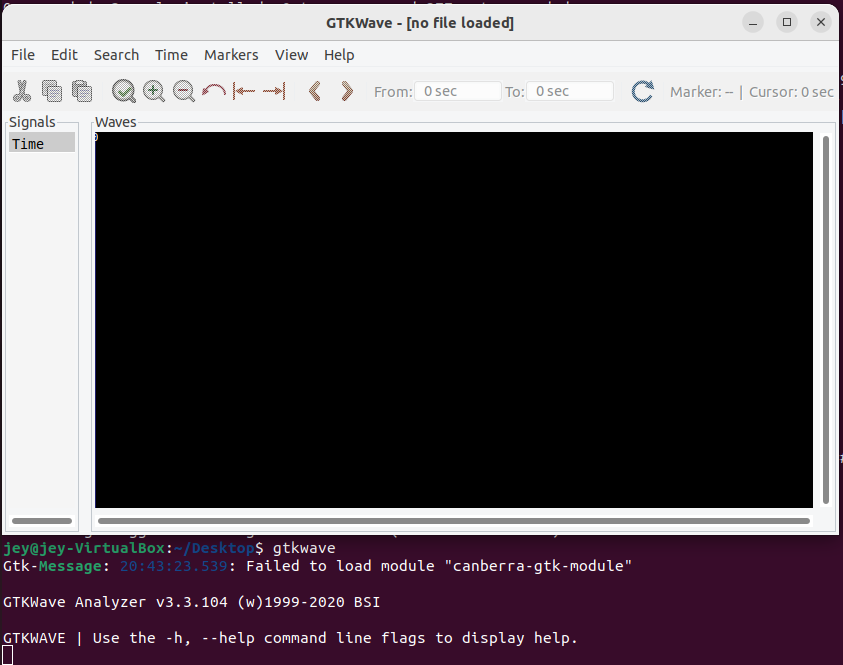 GTKWave - [no file loaded]
File Edit Search Time Markers View Help
From: 0 sec To: 0 sec Marker: -- | Cursor: 0 sec
Signals Waves
Time
0
jey@jey-VirtualBox:~/Desktop$ gtkwave
Gtk-Message: 20:43:23.539: Failed to load module "canberra-gtk-module"
GTKWave Analyzer v3.3.104 (w)1999-2020 BSI
GTKWAVE | Use the -h, --help command line flags to display help.